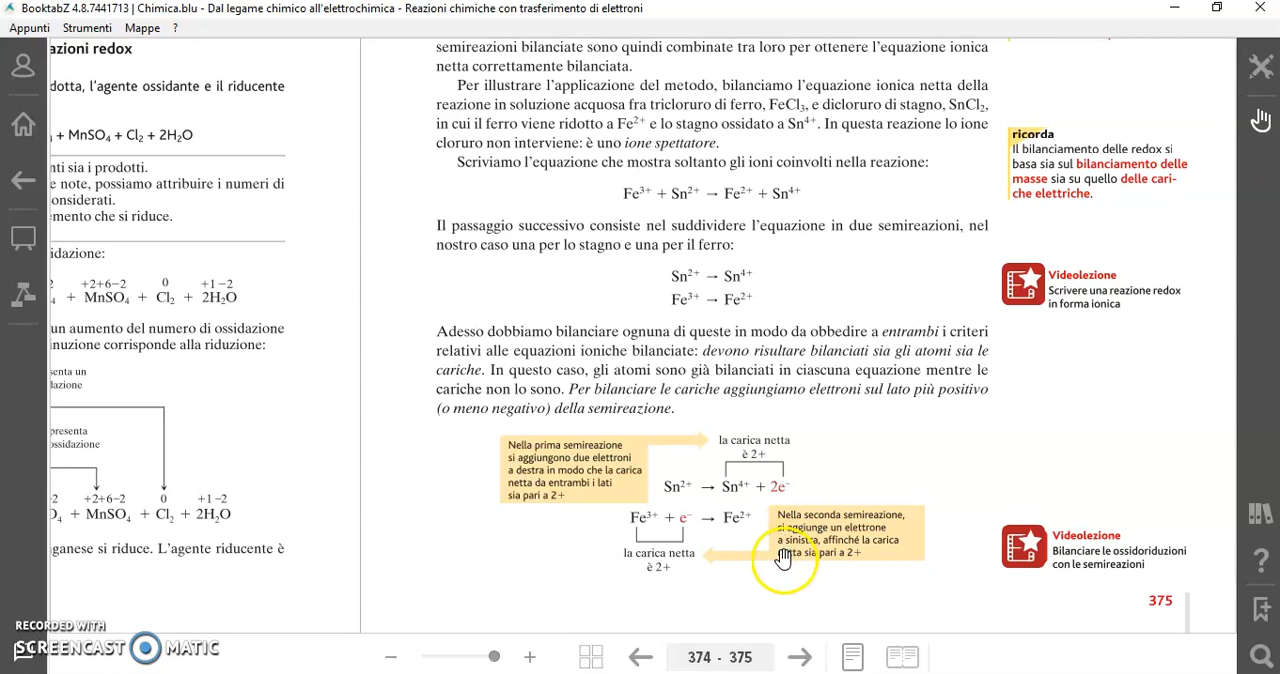 BooktabZ 4.8.7441713 | Chimica.blu - Dal legame chimico all'elettrochimica - Reazioni chimiche con trasferimento di elettroni
Appunti Strumenti Mappe ?
azioni redox
dotta, l'agente ossidante e il riducente
+ MnSO₄ + Cl₂ + 2H₂O
nti sia i prodotti.
e note, possiamo attribuire i numeri di
onsiderati.
emento che si riduce.
idazione:
+2+6−2 0 +1−2
+ MnSO₄ + Cl₂ + 2H₂O
un aumento del numero di ossidazione
inuzione corrisponde alla riduzione:
senta un
dazione
presenta
ossidazione
+2+6−2 0 +1−2
O₄ + MnSO₄ + Cl₂ + 2H₂O
ganese si riduce. L'agente riducente è
semireazioni bilanciate sono quindi combinate tra loro per ottenere l'equazione ionica
netta correttamente bilanciata.
Per illustrare l'applicazione del metodo, bilanciamo l'equazione ionica netta della
reazione in soluzione acquosa fra tricloruro di ferro, FeCl₃, e dicloruro di stagno, SnCl₂,
in cui il ferro viene ridotto a Fe²⁺ e lo stagno ossidato a Sn⁴⁺. In questa reazione lo ione
cloruro non interviene: è uno ione spettatore.
Scriviamo l'equazione che mostra soltanto gli ioni coinvolti nella reazione:
Fe³⁺ + Sn²⁺ → Fe²⁺ + Sn⁴⁺
Il passaggio successivo consiste nel suddividere l'equazione in due semireazioni, nel
nostro caso una per lo stagno e una per il ferro:
Sn²⁺ → Sn⁴⁺
Fe³⁺ → Fe²⁺
Adesso dobbiamo bilanciare ognuna di queste in modo da obbedire a entrambi i criteri
relativi alle equazioni ioniche bilanciate: devono risultare bilanciati sia gli atomi sia le
cariche. In questo caso, gli atomi sono già bilanciati in ciascuna equazione mentre le
cariche non lo sono. Per bilanciare le cariche aggiungiamo elettroni sul lato più positivo
(o meno negativo) della semireazione.
Nella prima semireazione
si aggiungono due elettroni
a destra in modo che la carica
netta da entrambi i lati
sia pari a 2+
la carica netta
è 2+
Sn²⁺ → Sn⁴⁺ + 2e⁻
Fe³⁺ + e⁻ → Fe²⁺
la carica netta
è 2+
Nella seconda semireazione,
si aggiunge un elettrone
a sinistra, affinché la carica
netta sia pari a 2+
ricorda
Il bilanciamento delle redox si
basa sia sul bilanciamento delle
masse sia su quello delle cari-
che elettriche.
Videolezione
Scrivere una reazione redox
in forma ionica
Videolezione
Bilanciare le ossidoriduzioni
con le semireazioni
375
RECORDED WITH
SCREENCAST MATIC
374 - 375